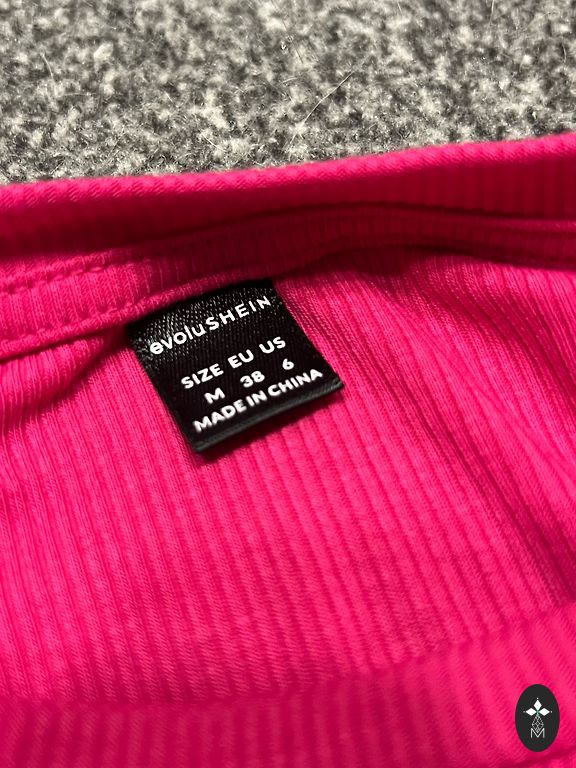 evoluSHEIN
SIZE EU US
M 38 6
MADE IN CHINA
M